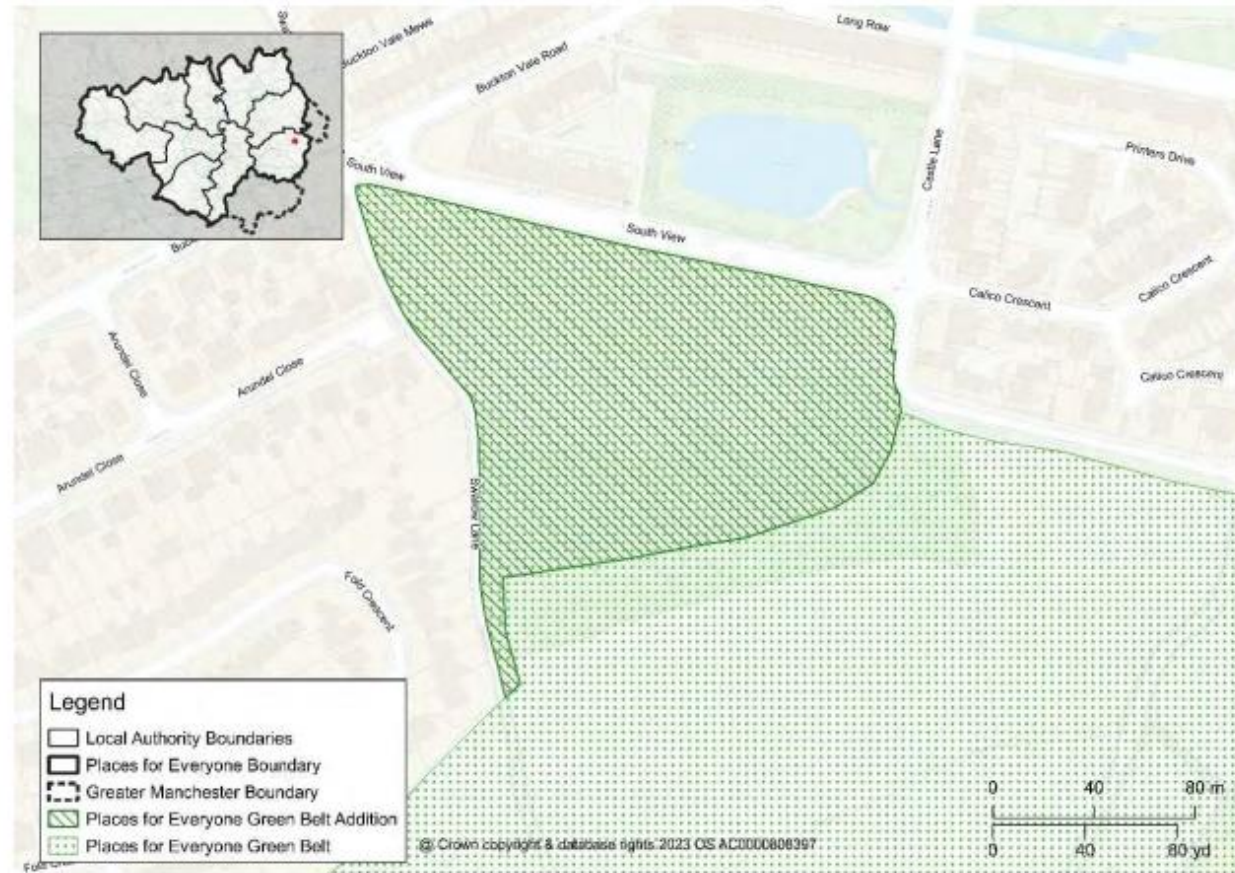 Long Row
Buckton Vale Mews
Buckton Vale Road
Castle Lane
Printers Drive
South View
South View
Calico Crescent
Calico Crescent
Calico Crescent
Arundel Close
Arundel Close
Arundel Close
Swallow Lane
Fold Crescent
Legend
Local Authority Boundaries
Places for Everyone Boundary
Greater Manchester Boundary
Places for Everyone Green Belt Addition
Places for Everyone Green Belt
@ Crown copyright & database rights 2023 OS AC0000808397
0 40 80 m
0 40 80 yd